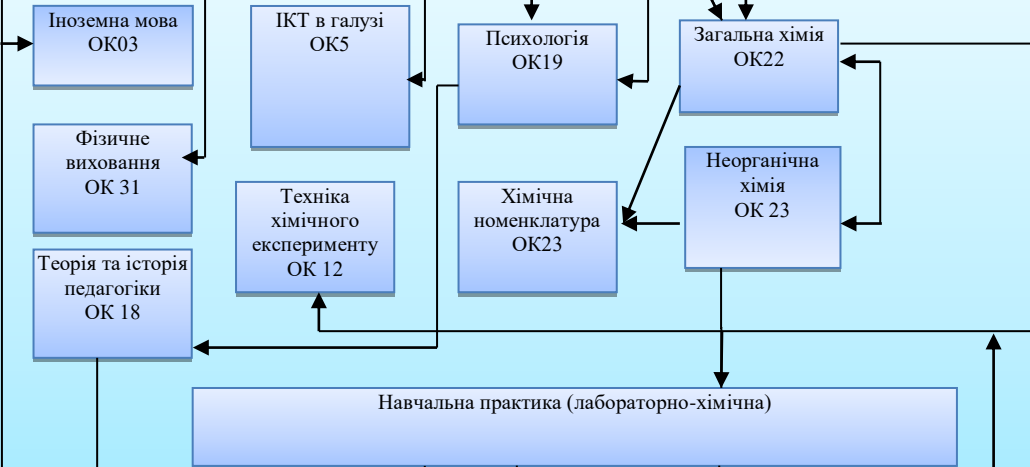 Іноземна мова
ОК03
ІКТ в галузі
ОК5
Психологія
ОК19
Загальна хімія
ОК22
Фізичне
виховання
ОК 31
Техніка
хімічного
експерименту
ОК 12
Хімічна
номенклатура
ОК23
Неорганічна
хімія
ОК 23
Теорія та історія
педагогіки
ОК 18
Навчальна практика (лабораторно-хімічна)